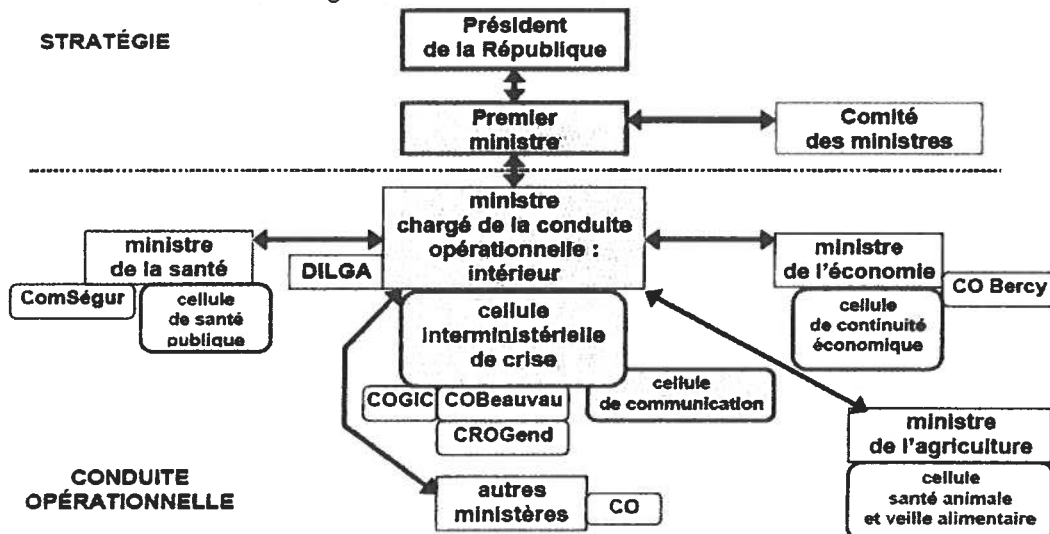 STRATÉGIE
Président
de la République
Premier
ministre
Comité
des ministres
ministre
chargé de la conduite
opérationnelle :
intérieur
ministre
de la santé
DILGA
ministre
de l'économie
ComSégur
cellule
de santé
publique
CO Bercy
cellule
de continuité
économique
cellule
interministérielle
de crise
cellule
de communication
COGIC
COBeauvau
CROGend
ministre
de l'agriculture
cellule
santé animale
et veille alimentaire
CONDUITE
OPÉRATIONNELLE
autres
ministères
CO